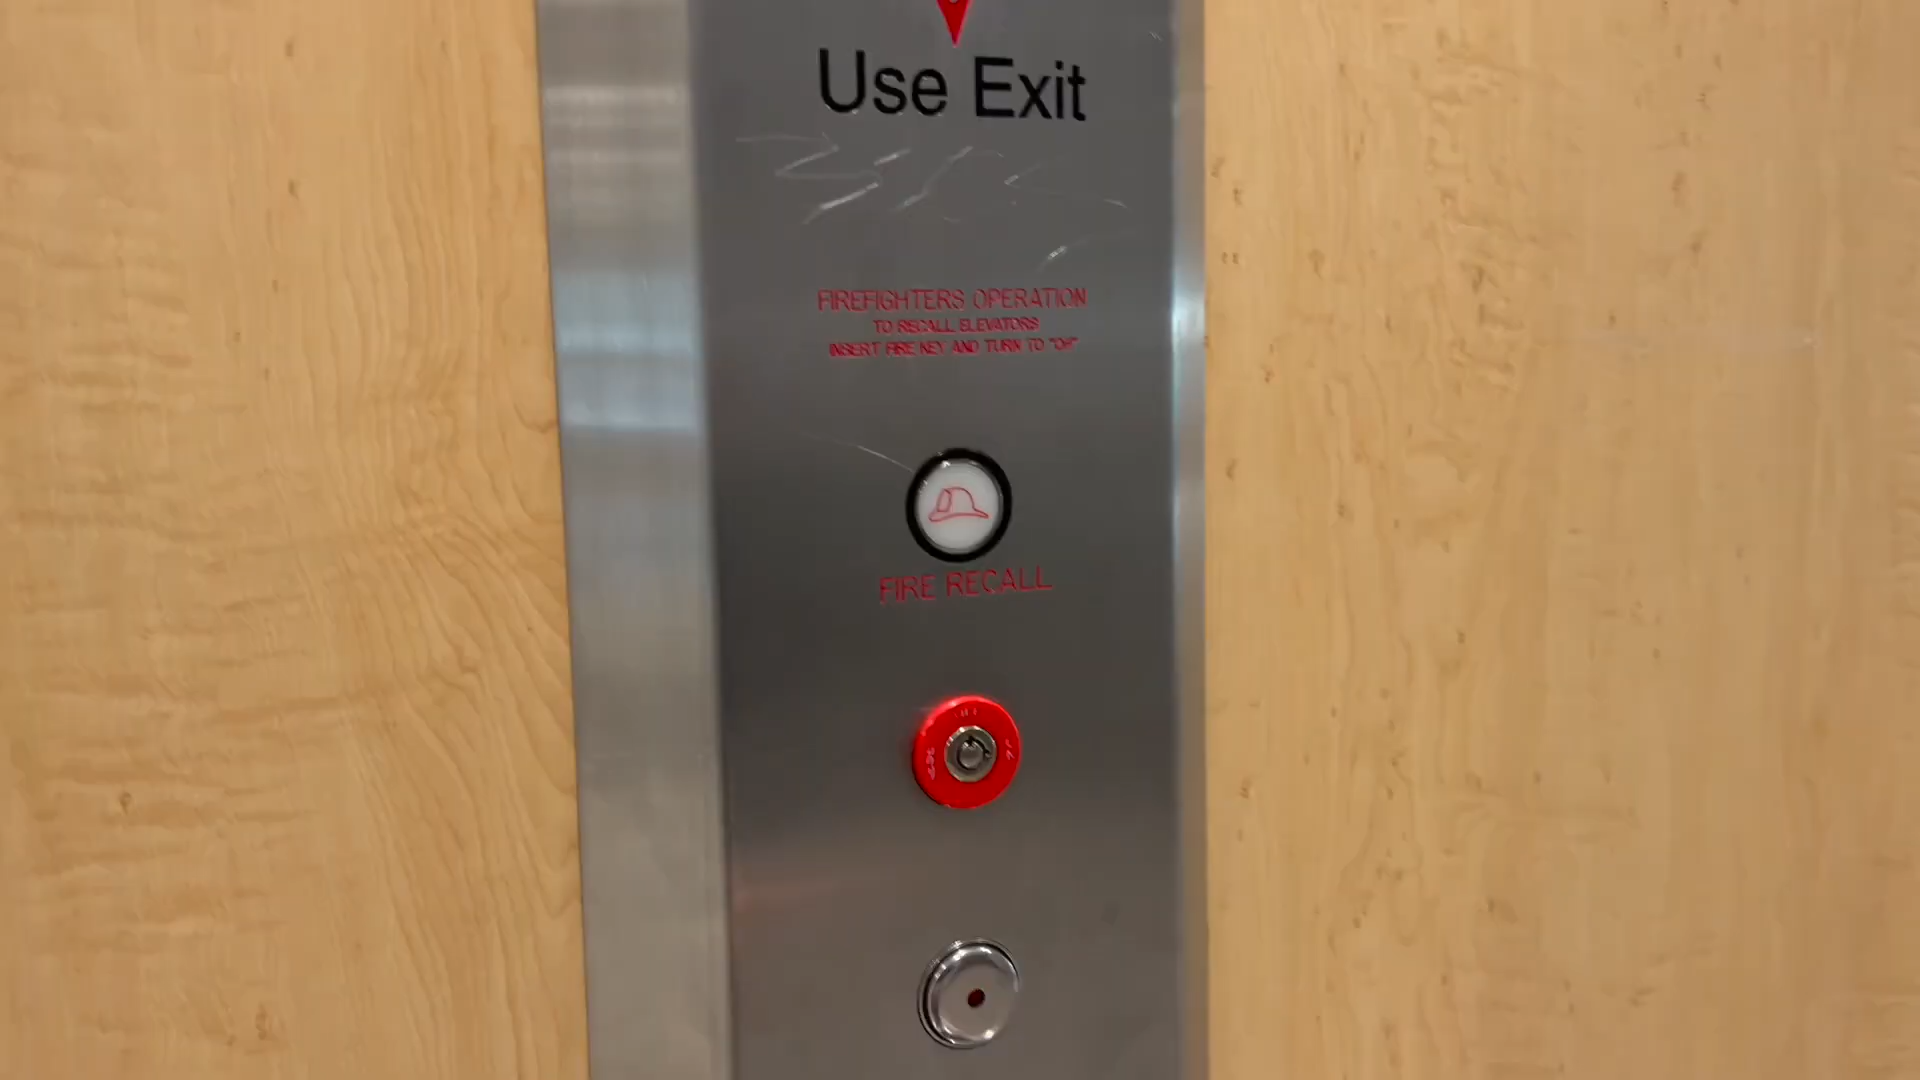 Use Exit
FIREFIGHTERS OPERATION
TO RECALL ELEVATORS
INSERT FIRE KEY AND TURN TO "ON"
FIRE RECALL